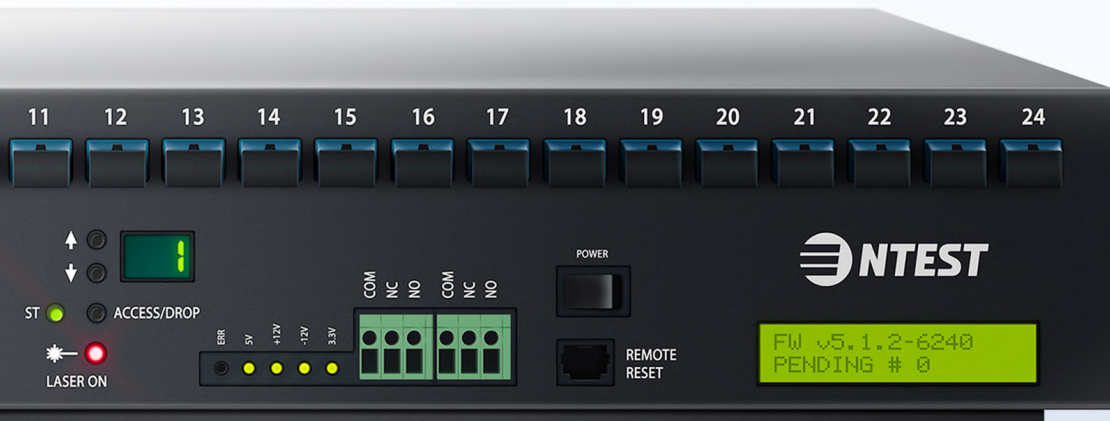 11 12 13 14 15 16 17 18 19 20 21 22 23 24
1
ST
ACCESS/DROP
LASER ON
ERR 5V +12V -12V 3.3V
COM NC NO COM NC NO
POWER
REMOTE
RESET
NTEST
FW v5.1.2-6240
PENDING # 0